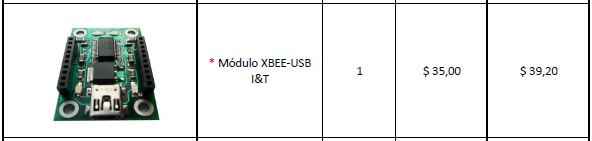 * Módulo XBEE-USB
I&T
1
$ 35,00
$ 39,20